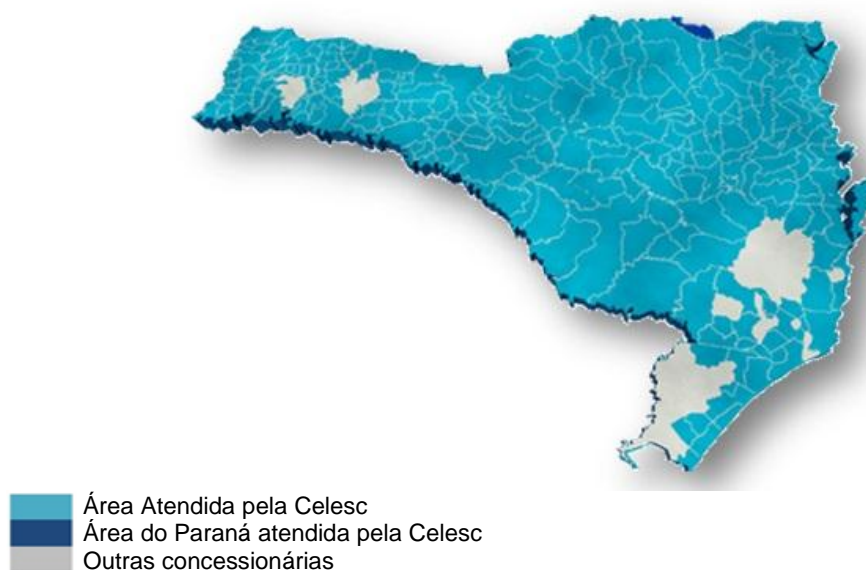 Área Atendida pela Celesc
Área do Paraná atendida pela Celesc
Outras concessionárias